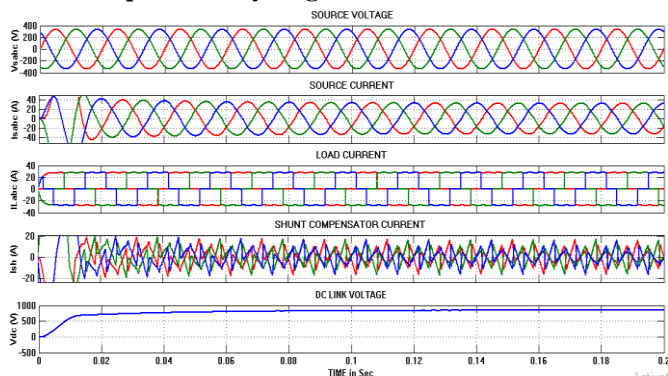 SOURCE VOLTAGE
Vsabc (V)
400
200
0
-200
-400
SOURCE CURRENT
Isabc (A)
40
20
0
-20
-40
LOAD CURRENT
ILabc (A)
40
20
0
-20
-40
SHUNT COMPENSATOR CURRENT
Ish (A)
20
0
-20
DC LINK VOLTAGE
Vdc (V)
1000
500
0
-500
0 0.02 0.04 0.06 0.08 0.1 0.12 0.14 0.16 0.18 0.2
TIME in Sec